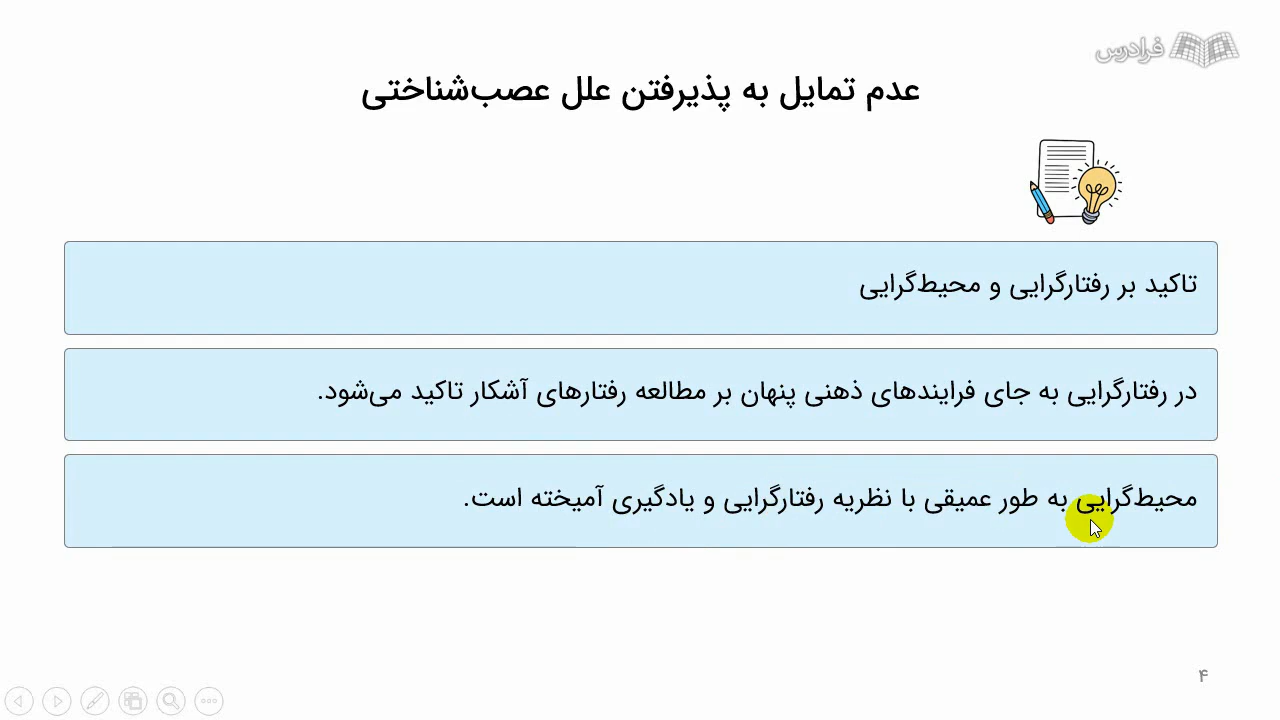 فرادرس
عدم تمایل به پذیرفتن علل عصب‌شناختی
تاکید بر رفتارگرایی و محیط‌گرایی
در رفتارگرایی به جای فرایندهای ذهنی پنهان بر مطالعه رفتارهای آشکار تاکید می‌شود.
محیط‌گرایی به طور عمیقی با نظریه رفتارگرایی و یادگیری آمیخته است.
۴